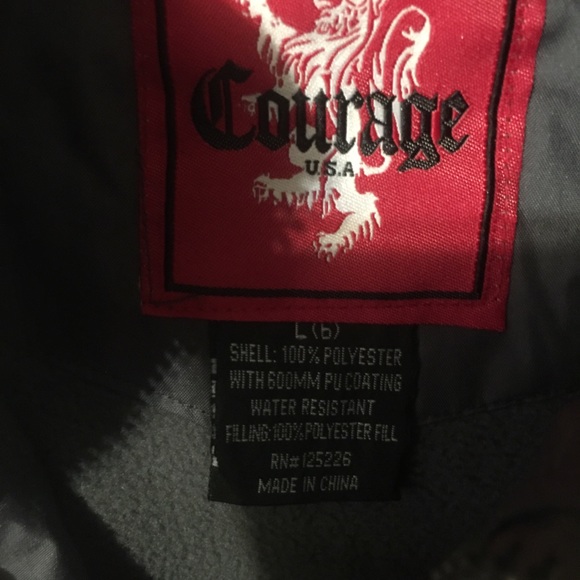 Courage
U.S.A.
L (6)
SHELL: 100% POLYESTER
WITH 600MM PU COATING
WATER RESISTANT
FILLING:100%POLYESTER FILL
RN# 125226
MADE IN CHINA